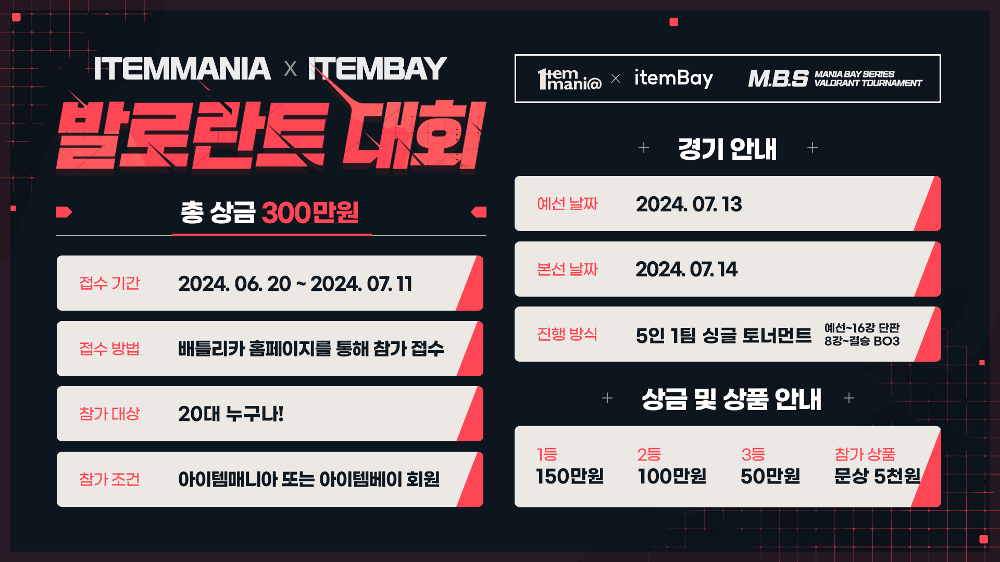 ITEMMANIA X ITEMBAY
발로란트 대회
총 상금 300만원
접수 기간 2024. 06. 20 ~ 2024. 07. 11
접수 방법 배틀리카 홈페이지를 통해 참가 접수
참가 대상 20대 누구나!
참가 조건 아이템매니아 또는 아이템베이 회원
1tem
mani@
×
itemBay
M.B.S
MANIA BAY SERIES
VALORANT TOURNAMENT
경기 안내
예선 날짜 2024. 07. 13
본선 날짜 2024. 07. 14
진행 방식 5인 1팀 싱글 토너먼트
예선~16강 단판
8강~결승 BO3
상금 및 상품 안내
1등 2등 3등 참가 상품
150만원 100만원 50만원 문상 5천원